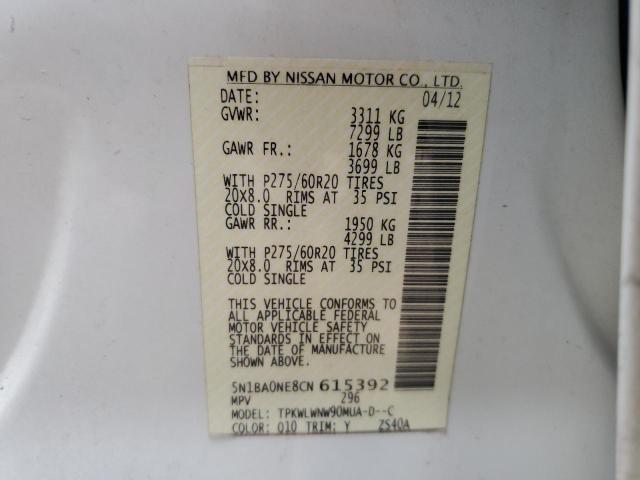 MFD BY NISSAN MOTOR CO., LTD.
DATE: 04/12
GVWR: 3311 KG
7299 LB
GAWR FR.: 1678 KG
3699 LB
WITH P275/60R20 TIRES
20X8.0 RIMS AT 35 PSI
COLD SINGLE
GAWR RR.: 1950 KG
4299 LB
WITH P275/60R20 TIRES
20X8.0 RIMS AT 35 PSI
COLD SINGLE
THIS VEHICLE CONFORMS TO
ALL APPLICABLE FEDERAL
MOTOR VEHICLE SAFETY
STANDARDS IN EFFECT ON
THE DATE OF MANUFACTURE
SHOWN ABOVE.
5N1BA0NE8CN 615392
MPV 296
MODEL: TPKWLWNW90MUA-D--C
COLOR: Q10 TRIM: Y ZS40A